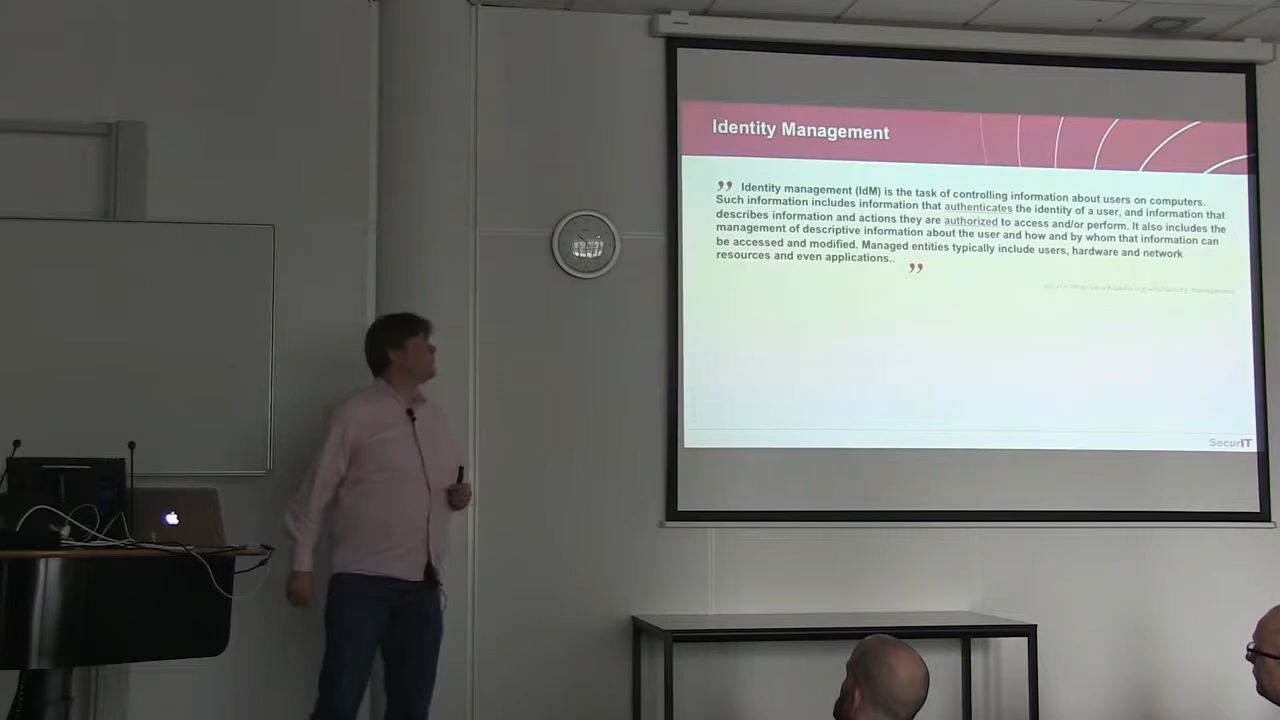 Identity Management
” Identity management (IdM) is the task of controlling information about users on computers.
Such information includes information that authenticates the identity of a user, and information that
describes information and actions they are authorized to access and/or perform. It also includes the
management of descriptive information about the user and how and by whom that information can
be accessed and modified. Managed entities typically include users, hardware and network
resources and even applications.. ”
SecurIT